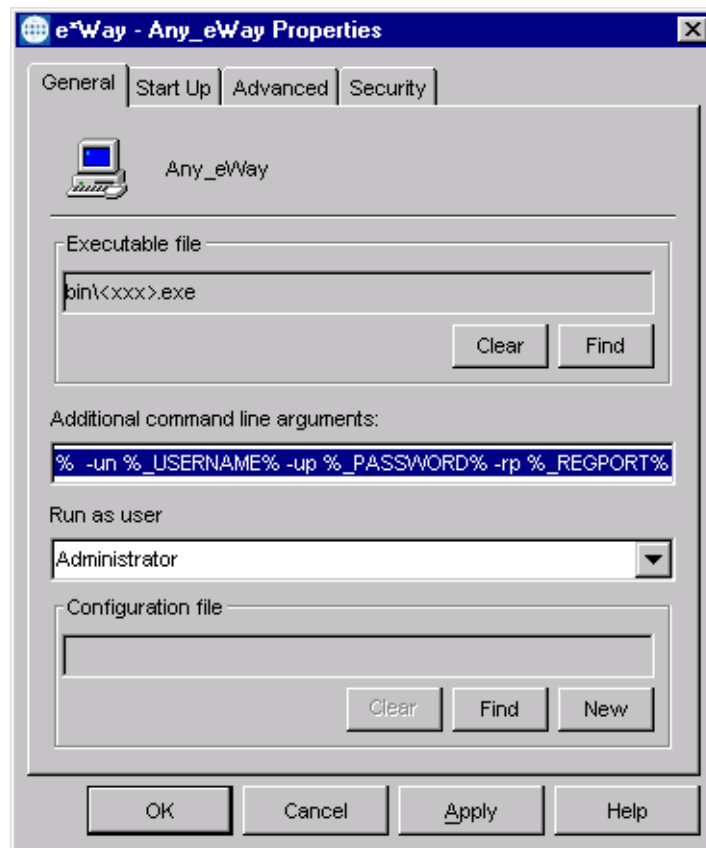 e*Way - Any_eWay Properties
General Start Up Advanced Security
Any_eWay
Executable file
bin\<xxx>.exe
Clear Find
Additional command line arguments:
% -un %_USERNAME% -up %_PASSWORD% -rp %_REGPORT%
Run as user
Administrator
Configuration file
Clear Find New
OK Cancel Apply Help